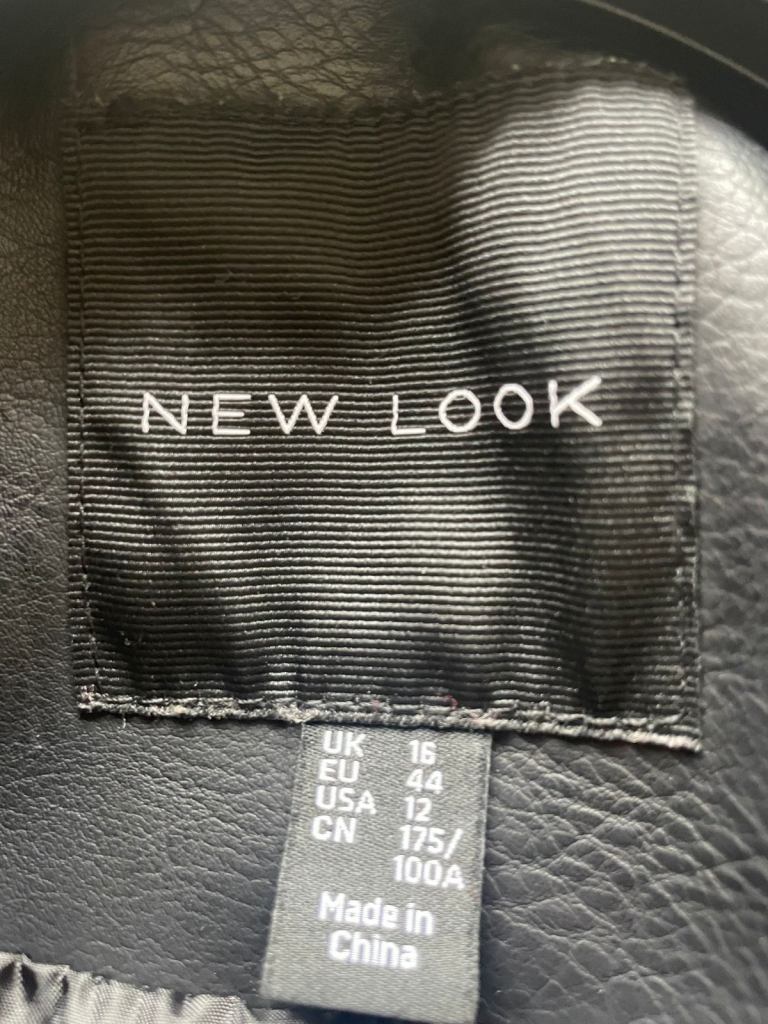 NEW LOOK
UK 16
EU 44
USA 12
CN 175/
100A
Made in
China